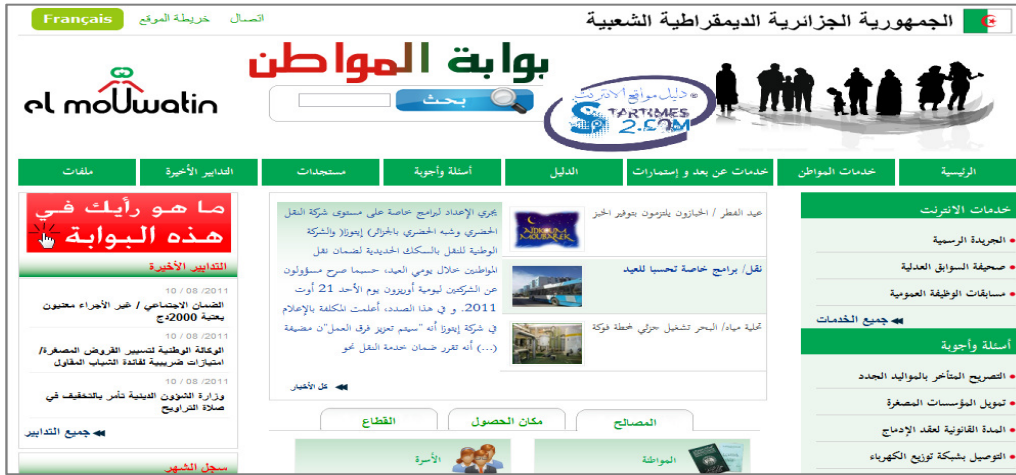 الجمهورية الجزائرية الديمقراطية الشعبية
اتصال
خريطة الموقع
Français
بوابة المواطن
بحث
el moUwatin
دليل مواقع الانترنت
STARTIMES
2.COM
الرئيسية
خدمات المواطن
خدمات عن بعد و إستمارات
الدليل
أسئلة وأجوبة
مستجدات
التدابير الأخيرة
ملفات
خدمات الانترنت
الجريدة الرسمية
صحيفة السوابق العدلية
مسابقات الوظيفة العمومية
جميع الخدمات
أسئلة وأجوبة
التصريح المتأخر بالمواليد الجدد
تمويل المؤسسات المصغرة
المدة القانونية لعقد الإدماج
التوصيل بشبكة توزيع الكهرباء
عيد الفطر / الخبازون يلتزمون بتوفير الخبز
نقل/ برامج خاصة تحسبا للعيد
تحلية مياه/ البحر تشغيل جزئي لمحطة فوكة
يجري الإعداد لبرامج خاصة على مستوى شركة النقل
الحضري وشبه الحضري بالجزائر) إيتوزا( والشركة
الوطنية للنقل بالسكك الحديدية لضمان نقل
المواطنين خلال يومي العيد، حسبما صرح مسؤولون
عن الشركتين ليومية أوريزون يوم الأحد 21 أوت
2011. و في هذا الصدد، أعلمت المكلفة بالإعلام
في شركة إيتوزا أنه "سيتم تعزيز فرق العمل"ن مضيفة
(...) أنه تقرر ضمان خدمة النقل نحو
كل الأخبار
ما هو رأيك في
هذه البوابة
التدابير الأخيرة
10 / 08 /2011
الضمان الاجتماعي / غير الأجراء معنيون
بعتبة 2000دج
10 / 08 /2011
الوكالة الوطنية لتسيير القروض المصغرة/
امتيازات ضريبية لفائدة الشباب المقاول
10 / 08 /2011
وزارة الشؤون الدينية تأمر بالتخفيف في
صلاة التراويح
جميع التدابير
سجل الشهر
المصالح
مكان الحصول
القطاع
المواطنة
الأسرة